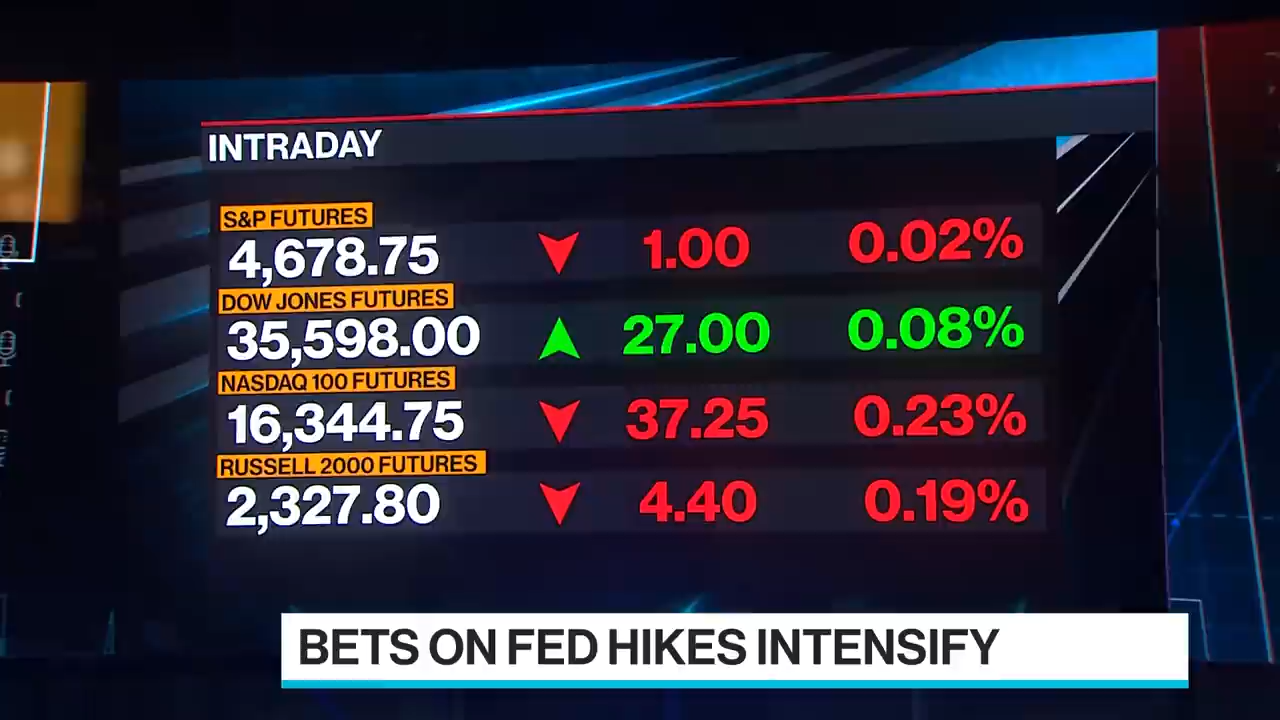 INTRADAY
S&P FUTURES
4,678.75 ▼ 1.00 0.02%
DOW JONES FUTURES
35,598.00 ▲ 27.00 0.08%
NASDAQ 100 FUTURES
16,344.75 ▼ 37.25 0.23%
RUSSELL 2000 FUTURES
2,327.80 ▼ 4.40 0.19%
BETS ON FED HIKES INTENSIFY